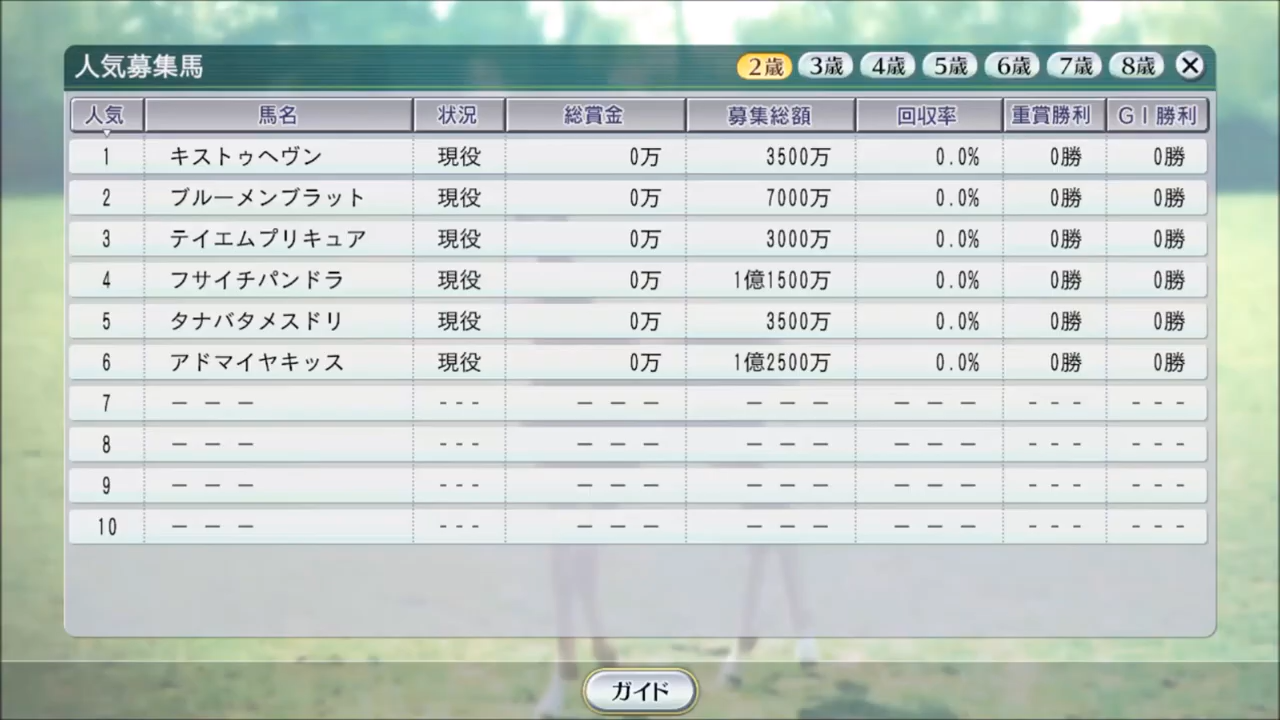 人気募集馬 2歳 3歳 4歳 5歳 6歳 7歳 8歳 ×
人気 馬名 状況 総賞金 募集総額 回収率 重賞勝利 GⅠ勝利
1 キストゥヘヴン 現役 0万 3500万 0.0% 0勝 0勝
2 ブルーメンブラット 現役 0万 7000万 0.0% 0勝 0勝
3 テイエムプリキュア 現役 0万 3000万 0.0% 0勝 0勝
4 フサイチパンドラ 現役 0万 1億1500万 0.0% 0勝 0勝
5 タナバタメスドリ 現役 0万 3500万 0.0% 0勝 0勝
6 アドマイヤキッス 現役 0万 1億2500万 0.0% 0勝 0勝
7 － － － - - - － － － － － － － － － - - - - - -
8 － － － - - - － － － － － － － － － - - - - - -
9 － － － - - - － － － － － － － － － - - - - - -
10 － － － - - - － － － － － － － － － - - - - - -
ガイド